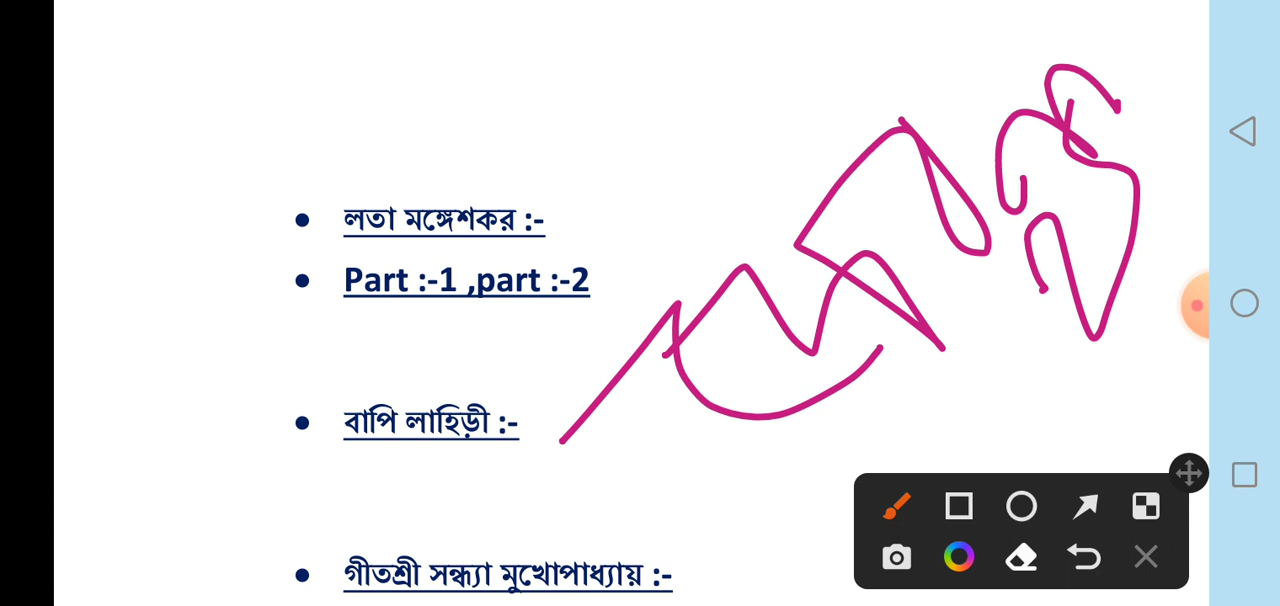 লতা মঙ্গেশকর :-
Part :-1 ,part :-2
বাপি লাহিড়ী :-
গীতশ্রী সন্ধ্যা মুখোপাধ্যায় :-